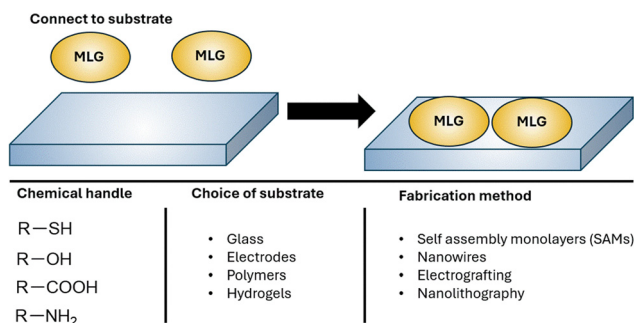 Connect to substrate
MLG
MLG
MLG
MLG
Chemical handle
Choice of substrate
Fabrication method
R—SH
R—OH
R—COOH
R—NH₂
• Glass
• Electrodes
• Polymers
• Hydrogels
• Self assembly monolayers (SAMs)
• Nanowires
• Electrografting
• Nanolithography